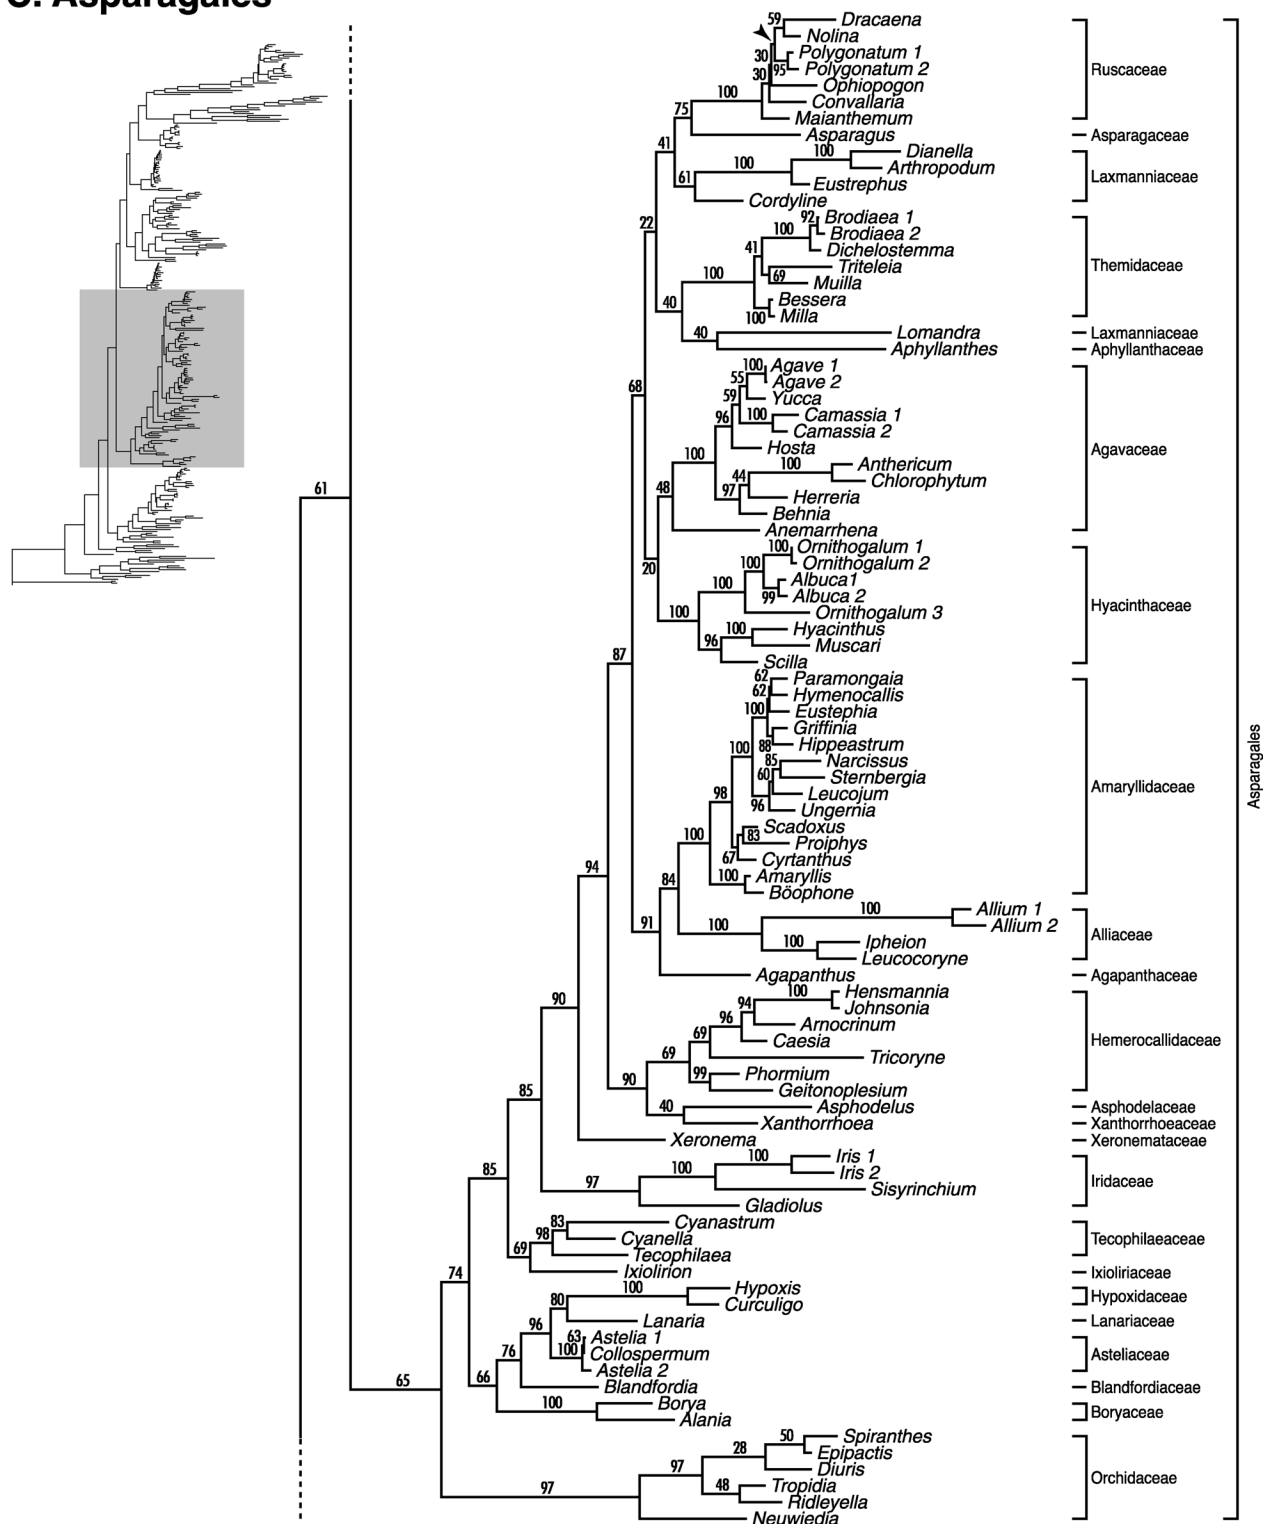 C. Asparagales
59
Dracaena
Nolina
30
Polygonatum 1
95
Polygonatum 2
30
Ophiopogon
100
Convallaria
75
Maianthemum
Ruscaceae
Asparagus
Asparagaceae
41
100
Dianella
100
Arthropodum
61
Eustrephus
Cordyline
Laxmanniaceae
22
92
Brodiaea 1
100
Brodiaea 2
41
Dichelostemma
Triteleia
100
69
Muilla
40
Bessera
100
Milla
Themidaceae
40
Lomandra
Laxmanniaceae
Aphyllanthes
Aphyllanthaceae
68
100
Agave 1
55
Agave 2
59
Yucca
96
100
Camassia 1
Camassia 2
Hosta
100
100
Anthericum
48
44
Chlorophytum
97
Herreria
Behnia
Anemarrhena
Agavaceae
61
20
100
Ornithogalum 1
100
Ornithogalum 2
100
Albuca1
99
Albuca 2
100
Ornithogalum 3
100
Hyacinthus
96
Muscari
Scilla
Hyacinthaceae
87
62
Paramongaia
62
Hymenocallis
100
Eustephia
Griffinia
88
Hippeastrum
100
85
Narcissus
60
Sternbergia
98
Leucojum
96
Ungernia
Scadoxus
100
83
Proiphys
67
Cyrtanthus
94
84
100
Amaryllis
Böophone
Amaryllidaceae
Asparagales
100
Allium 1
91
100
Allium 2
100
Ipheion
Leucocoryne
Alliaceae
Agapanthus
Agapanthaceae
90
100
Hensmannia
94
Johnsonia
96
Arnocrinum
69
Caesia
69
Tricoryne
90
99
Phormium
Geitonoplesium
Hemerocallidaceae
85
40
Asphodelus
Asphodelaceae
Xanthorrhoea
Xanthorrhoeaceae
Xeronema
Xeronemataceae
85
100
Iris 1
100
Iris 2
97
Sisyrinchium
Gladiolus
Iridaceae
83
Cyanastrum
98
Cyanella
69
Tecophilaea
Tecophilaeaceae
Ixiolirion
Ixioliriaceae
74
100
Hypoxis
80
Curculigo
Hypoxidaceae
96
Lanaria
Lanariaceae
63
Astelia 1
76
100
Collospermum
Astelia 2
Asteliaceae
65
66
Blandfordia
Blandfordiaceae
100
Borya
Alania
Boryaceae
50
Spiranthes
28
Epipactis
97
Diuris
97
48
Tropidia
Ridleyella
Neuwiedia
Orchidaceae